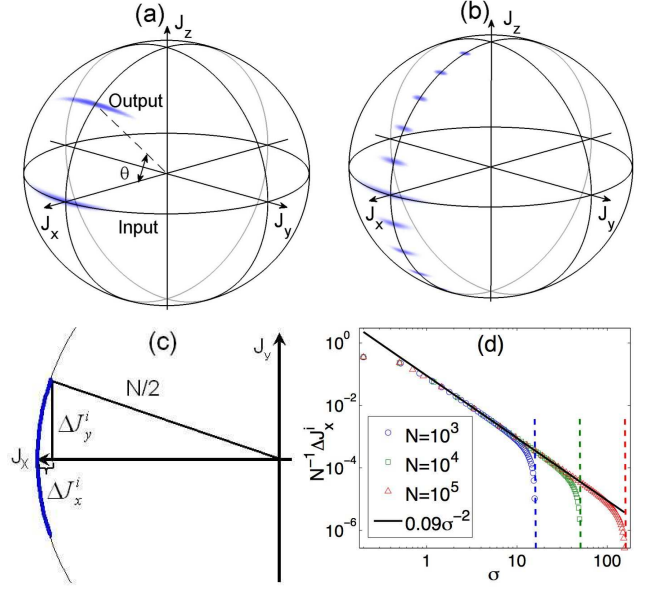 (a)
J_z
Output
θ
J_x
Input
J_y
(b)
J_z
J_x
J_y
(c)
J_y
N/2
ΔJ_y^i
J_x
ΔJ_x^i
(d)
10^0
10^-2
10^-4
10^-6
N^-1 ΔJ_x^i
N=10^3
N=10^4
N=10^5
0.09σ^-2
1 10 100
σ